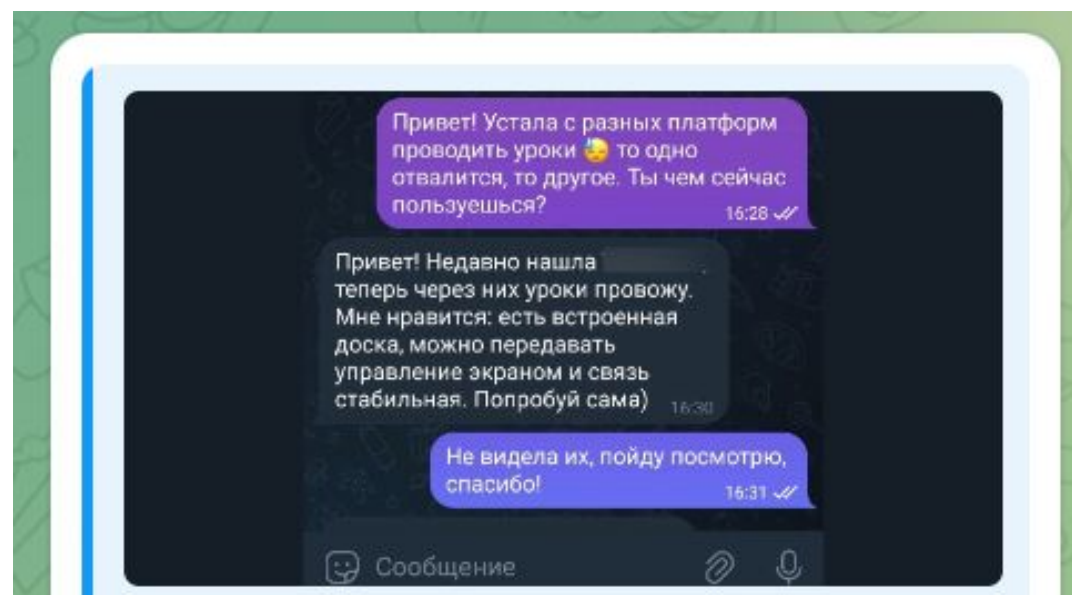 Привет! Устала с разных платформ
проводить уроки 😓 то одно
отвалится, то другое. Ты чем сейчас
пользуешься?
16:28
Привет! Недавно нашла
теперь через них уроки провожу.
Мне нравится: есть встроенная
доска, можно передавать
управление экраном и связь
стабильная. Попробуй сама)
16:30
Не видела их, пойду посмотрю,
спасибо!
16:31
Сообщение